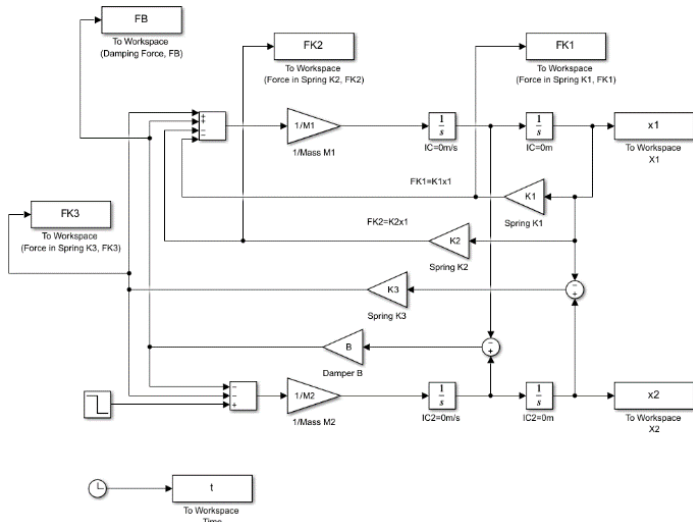 FB
To Workspace
(Damping Force, FB)
FK2
To Workspace
(Force in Spring K2, FK2)
FK1
To Workspace
(Force in Spring K1, FK1)
+
+
−
−
1/M1
1/Mass M1
1
s
IC=0m/s
1
s
IC=0m
x1
To Workspace
X1
FK1=K1x1
K1
Spring K1
FK3
To Workspace
(Force in Spring K3, FK3)
FK2=K2x1
K2
Spring K2
K3
Spring K3
−
+
B
Damper B
−
+
−
−
+
1/M2
1/Mass M2
1
s
IC2=0m/s
1
s
IC2=0m
x2
To Workspace
X2
t
To Workspace
Time